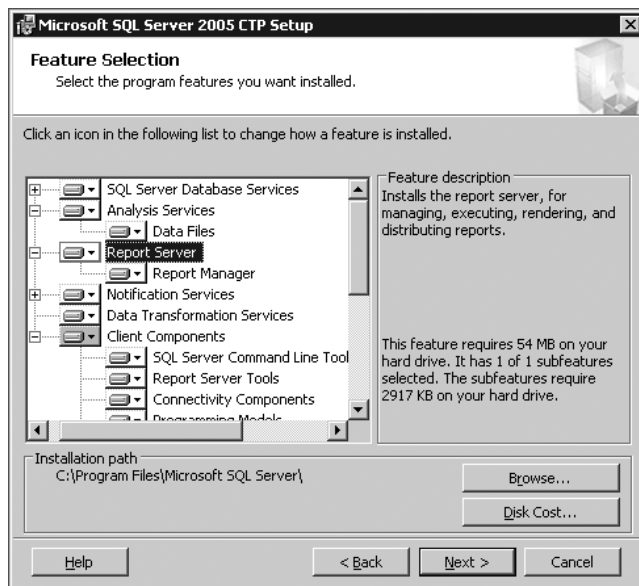 Microsoft SQL Server 2005 CTP Setup
Feature Selection
Select the program features you want installed.
Click an icon in the following list to change how a feature is installed.
SQL Server Database Services
Analysis Services
Data Files
Report Server
Report Manager
Notification Services
Data Transformation Services
Client Components
SQL Server Command Line Tool
Report Server Tools
Connectivity Components
Programming Models
Feature description
Installs the report server, for
managing, executing, rendering, and
distributing reports.
This feature requires 54 MB on your
hard drive. It has 1 of 1 subfeatures
selected. The subfeatures require
2917 KB on your hard drive.
Installation path
C:\Program Files\Microsoft SQL Server\
Browse...
Disk Cost...
Help
< Back
Next >
Cancel